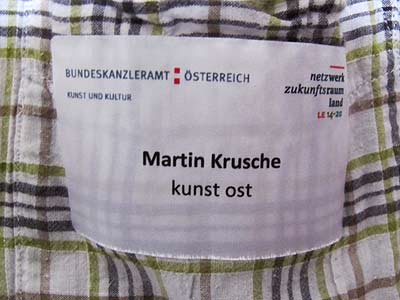 BUNDESKANZLERAMT ÖSTERREICH
KUNST UND KULTUR
netzwerk
zukunftsraum
land
LE 14-20
Martin Krusche
kunst ost